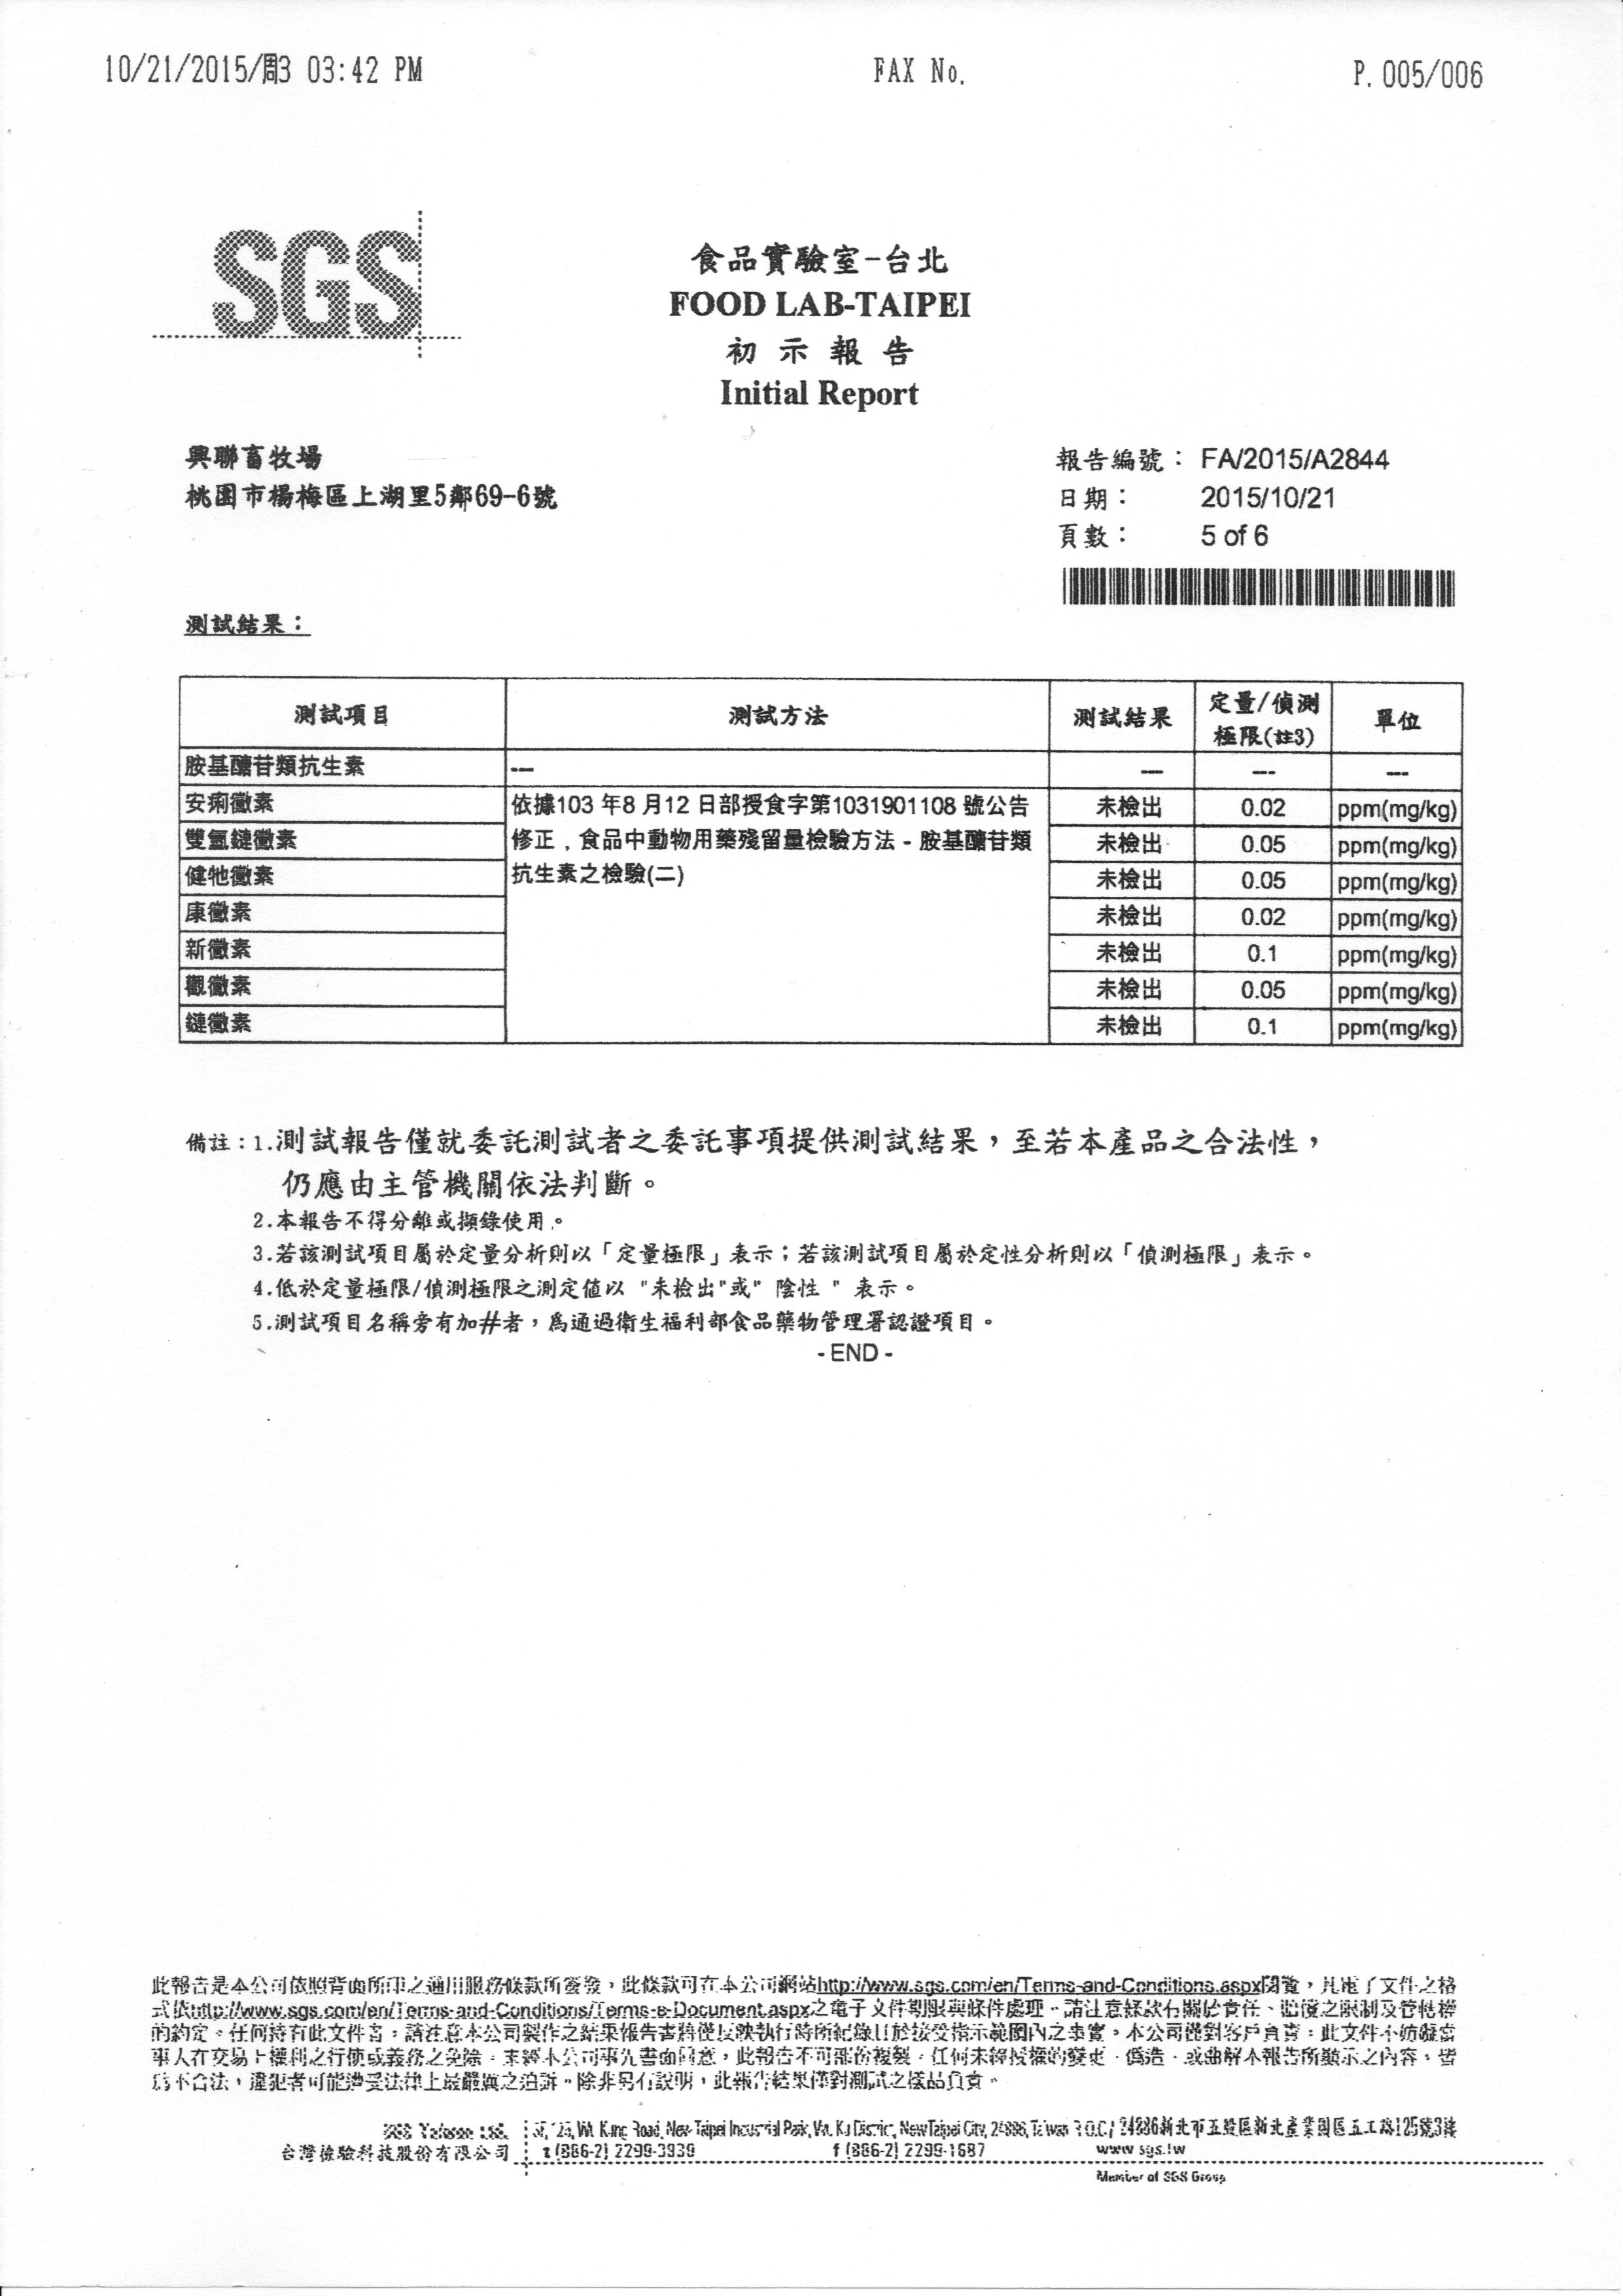 10/21/2015/周3 03:42 PM FAX No. P. 005/006
SGS
食品實驗室-台北
FOOD LAB-TAIPEI
初示報告
Initial Report
興聯畜牧場
桃園市楊梅區上湖里5鄰69-6號
報告編號： FA/2015/A2844
日期： 2015/10/21
頁數： 5 of 6
測試結果：
測試項目 測試方法 測試結果 定量/偵測極限(註3) 單位
胺基醣苷類抗生素 --- --- --- ---
安痢黴素 未檢出 0.02 ppm(mg/kg)
雙氫鏈黴素 未檢出 0.05 ppm(mg/kg)
健牠黴素 未檢出 0.05 ppm(mg/kg)
康黴素 未檢出 0.02 ppm(mg/kg)
新黴素 未檢出 0.1 ppm(mg/kg)
觀黴素 未檢出 0.05 ppm(mg/kg)
鏈黴素 未檢出 0.1 ppm(mg/kg)
依據103 年8 月12 日部授食字第1031901108 號公告
修正，食品中動物用藥殘留量檢驗方法 - 胺基醣苷類
抗生素之檢驗(二)
備註：1.測試報告僅就委託測試者之委託事項提供測試結果，至若本產品之合法性，
仍應由主管機關依法判斷。
2.本報告不得分離或擷錄使用。
3.若該測試項目屬於定量分析則以「定量極限」表示；若該測試項目屬於定性分析則以「偵測極限」表示。
4.低於定量極限/偵測極限之測定值以 "未檢出"或" 陰性 " 表示。
5.測試項目名稱旁有加#者，為通過衛生福利部食品藥物管理署認證項目。
- END -
此報告是本公司依照背面所印之通用服務條款所簽發，此條款可在本公司網站http://www.sgs.com/en/Terms-and-Conditions.aspx閱覽，凡電子文件之格
式依http://www.sgs.com/en/Terms-and-Conditions/Terms-e-Document.aspx之電子文件期限與條件處理。請注意條款有關於責任、賠償之限制及管轄權
的約定。任何持有此文件者，請注意本公司製作之結果報告書將僅反映執行時所紀錄且於接受指示範圍內之事實。本公司僅對客戶負責，此文件不妨礙當
事人在交易上權利之行使或義務之免除。未經本公司事先書面同意，此報告不可部份複製。任何未經授權的變更、偽造、或曲解本報告所顯示之內容，皆
為不合法，違犯者可能遭受法律上最嚴厲之追訴。除非另有說明，此報告結果僅對測試之樣品負責。
SGS Taiwan Ltd. 3F, 125, Wu Kung Road, New Taipei Industrial Park, Wu Ku District, New Taipei City, 24886, Taiwan R.O.C./ 24886新北市五股區新北產業園區五工路125號3樓
台灣檢驗科技股份有限公司 t (886-2) 2299-3939 f (886-2) 2299-1687 www.sgs.tw
Member of SGS Group